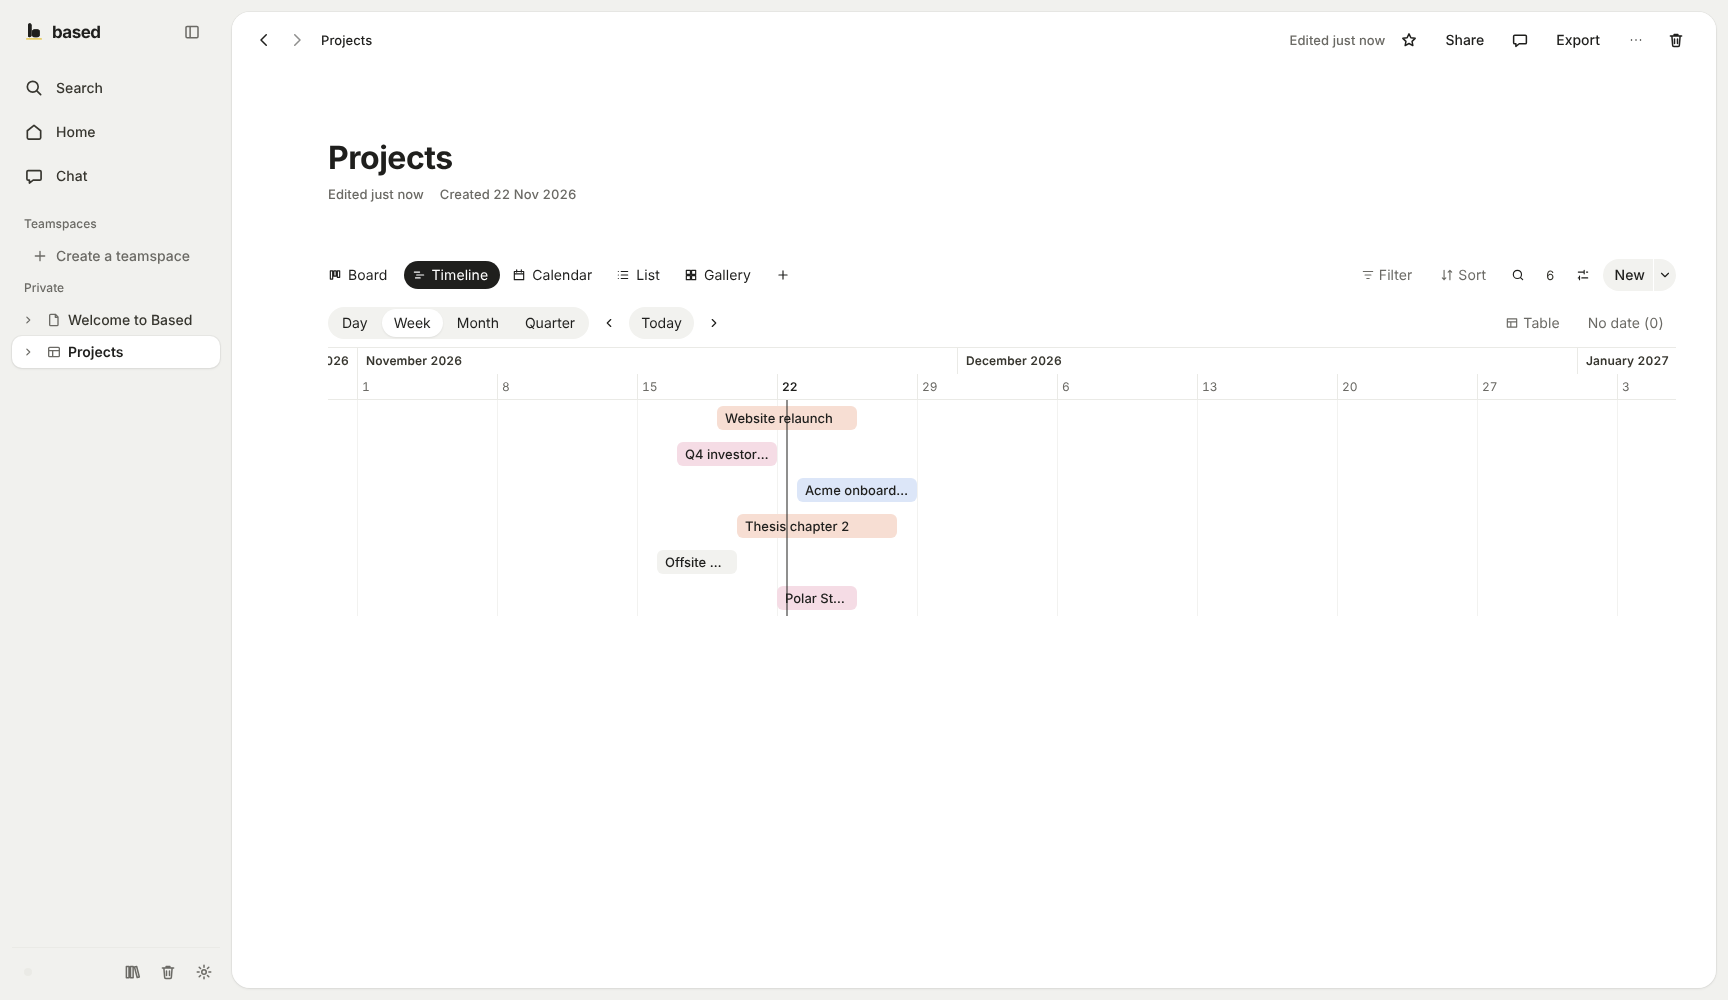 based
Search
Home
Chat
Teamspaces
Create a teamspace
Private
Welcome to Based
Projects
Projects
Edited just now
Share
Export
Projects
Edited just now Created 22 Nov 2026
Board Timeline Calendar List Gallery
Filter Sort 6 New
Day Week Month Quarter Today
Table No date (0)
026 November 2026 December 2026 January 2027
1 8 15 22 29 6 13 20 27 3
Website relaunch
Q4 investor...
Acme onboard...
Thesis chapter 2
Offsite ...
Polar St...